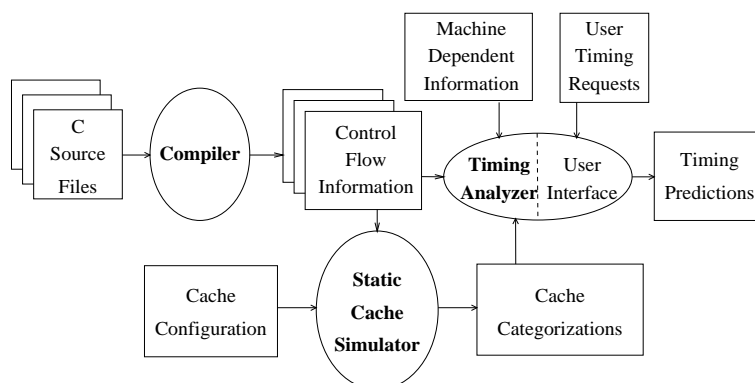 Machine
Dependent
Information
User
Timing
Requests
C
Source
Files
Compiler
Control
Flow
Information
Timing
Analyzer
User
Interface
Timing
Predictions
Cache
Configuration
Static
Cache
Simulator
Cache
Categorizations